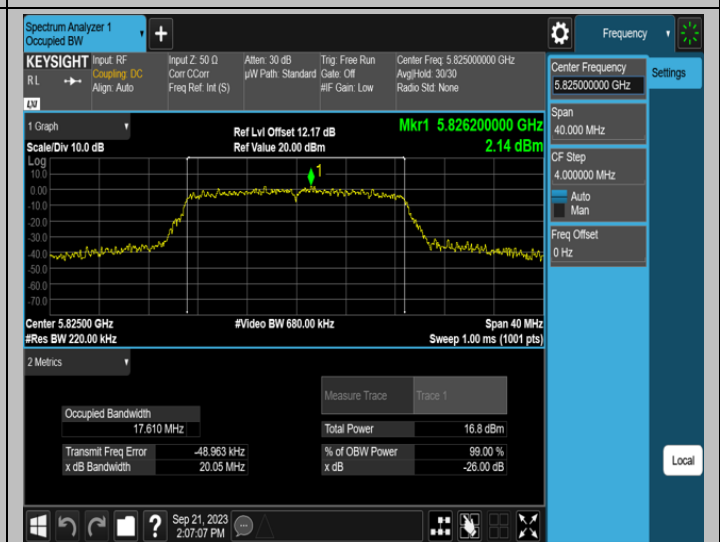 Spectrum Analyzer 1
Occupied BW
+
Frequency
KEYSIGHT
Input: RF
Coupling: DC
Align: Auto
Input Z: 50 Ω
Corr CCorr
Freq Ref: Int (S)
Atten: 30 dB
µW Path: Standard
Trig: Free Run
Gate: Off
#IF Gain: Low
Center Freq: 5.825000000 GHz
Avg|Hold: 30/30
Radio Std: None
RL
LXI
Center Frequency
5.825000000 GHz
Settings
Span
40.000 MHz
CF Step
4.000000 MHz
Auto
Man
Freq Offset
0 Hz
Local
1 Graph
Ref Lvl Offset 12.17 dB
Mkr1 5.826200000 GHz
Scale/Div 10.0 dB
Ref Value 20.00 dBm
2.14 dBm
Log
10.0
0.00
-10.0
-20.0
-30.0
-40.0
-50.0
-60.0
-70.0
1
Center 5.82500 GHz
#Video BW 680.00 kHz
Span 40 MHz
#Res BW 220.00 kHz
Sweep 1.00 ms (1001 pts)
2 Metrics
Measure Trace
Trace 1
Occupied Bandwidth
17.610 MHz
Total Power
16.8 dBm
Transmit Freq Error
-48.963 kHz
% of OBW Power
99.00 %
x dB Bandwidth
20.05 MHz
x dB
-26.00 dB
?
Sep 21, 2023
2:07:07 PM